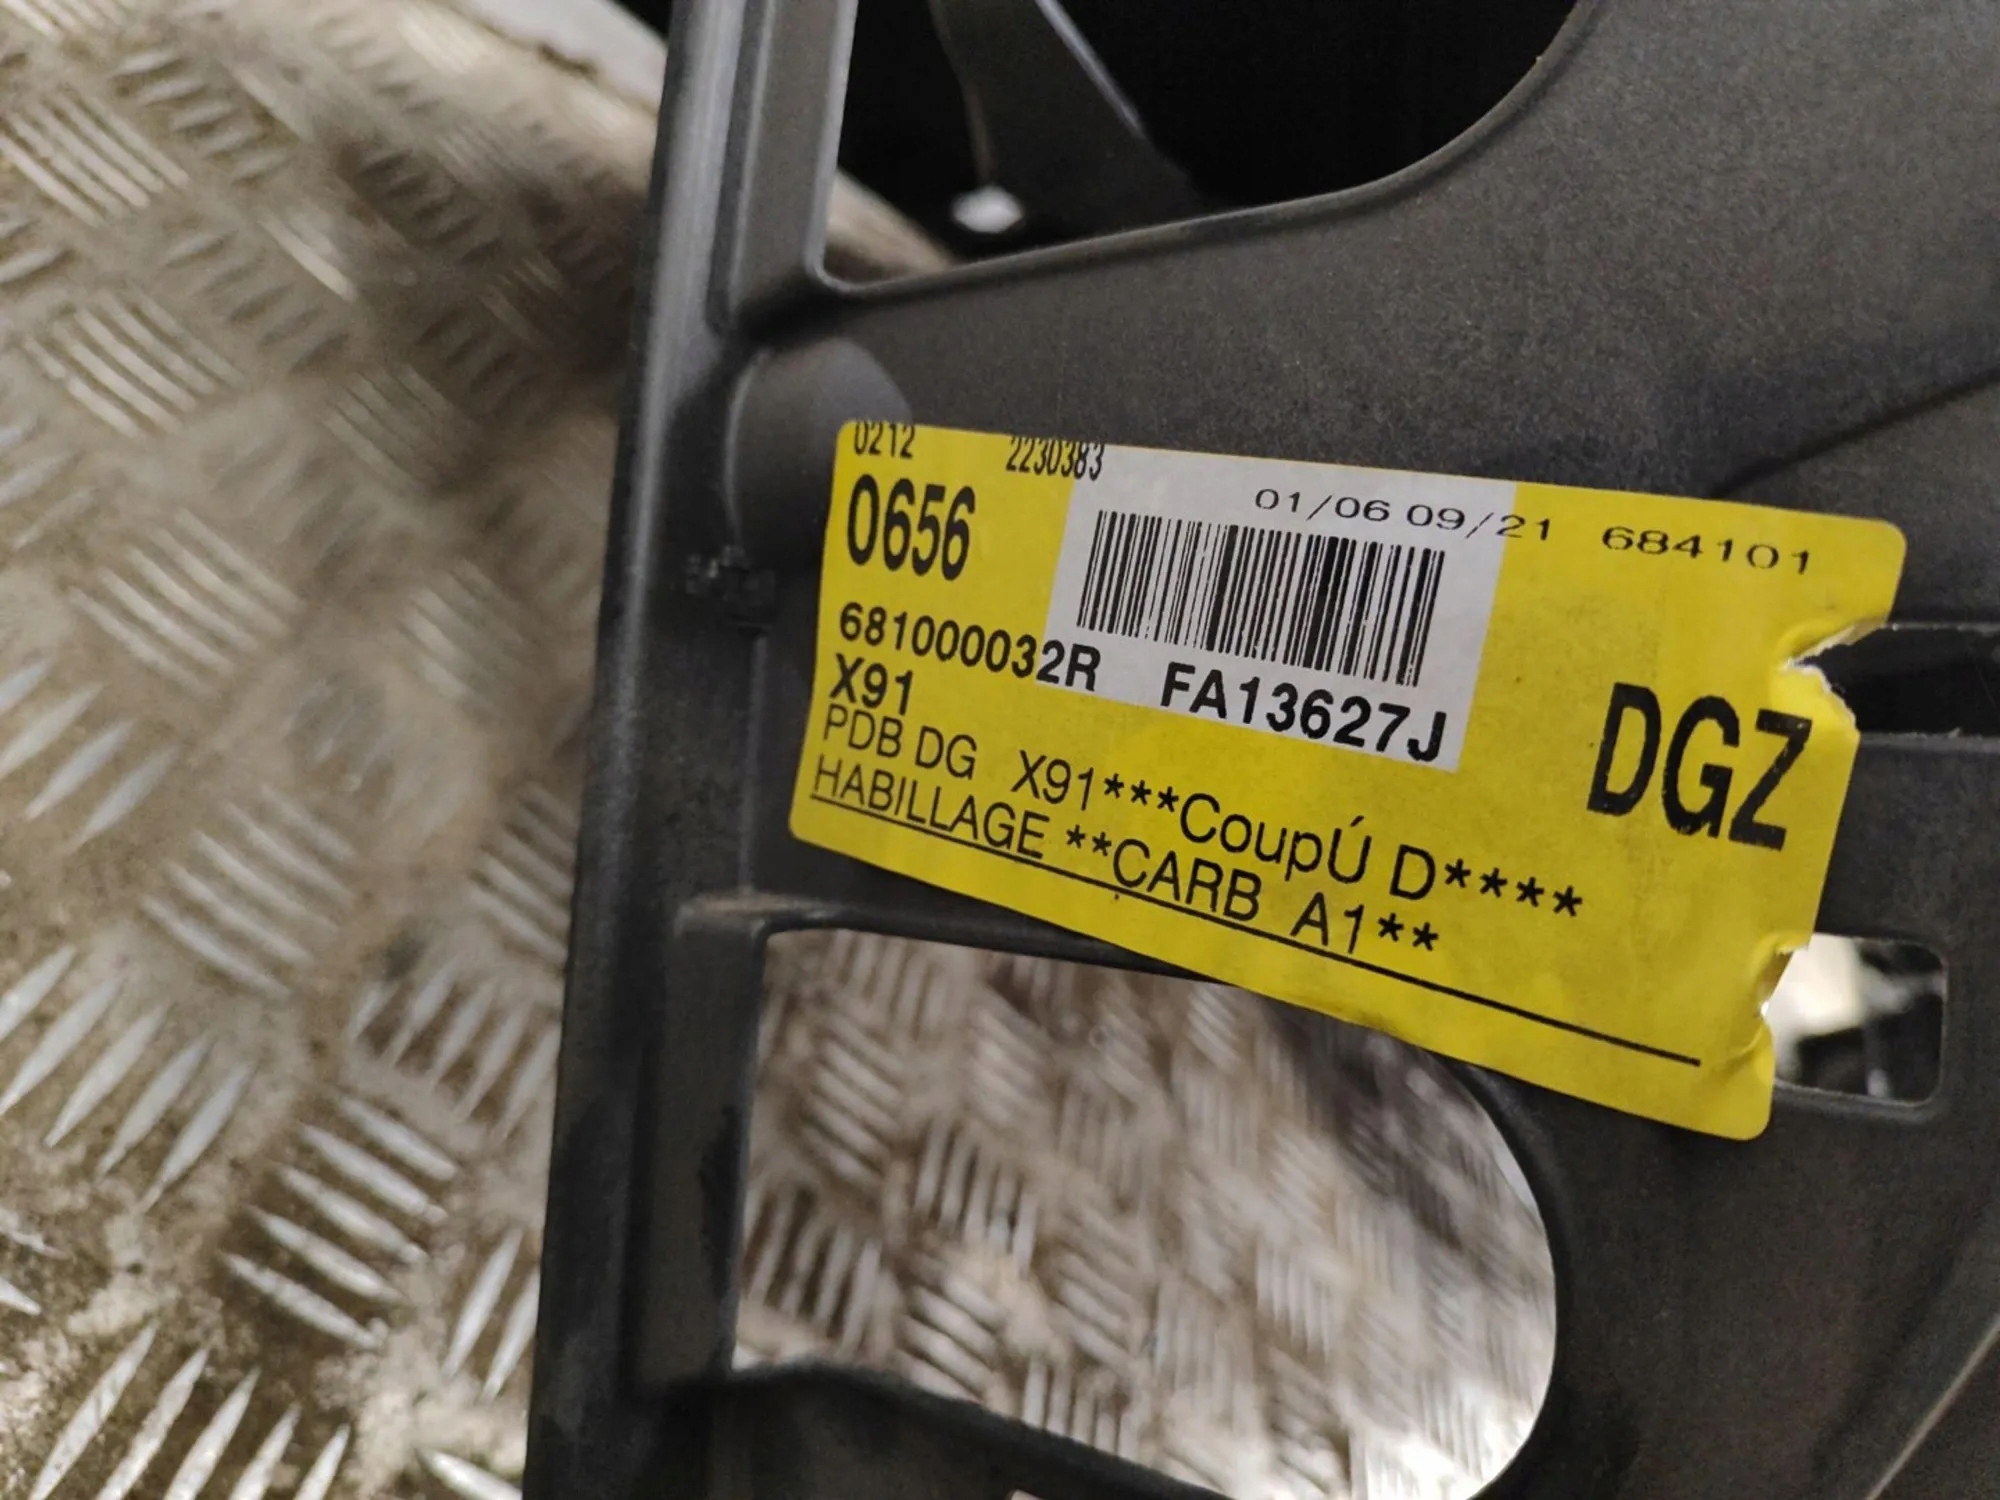 0212 2230383
01/06 09/21 684101
0656
681000032R FA13627J
X91
DGZ
PDB DG X91***CoupÚ D****
HABILLAGE **CARB A1**